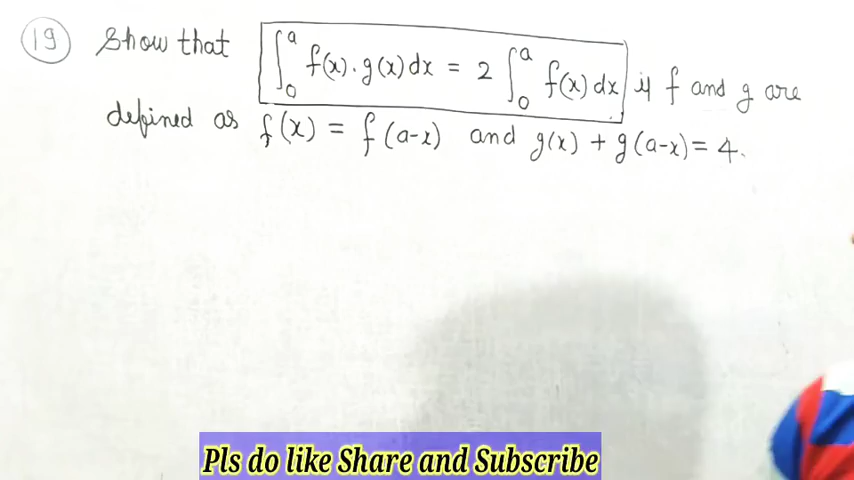 19 Show that ∫₀ᵃ f(x).g(x)dx = 2 ∫₀ᵃ f(x)dx if f and g are
defined as f(x) = f(a-x) and g(x) + g(a-x) = 4.
Pls do like Share and Subscribe